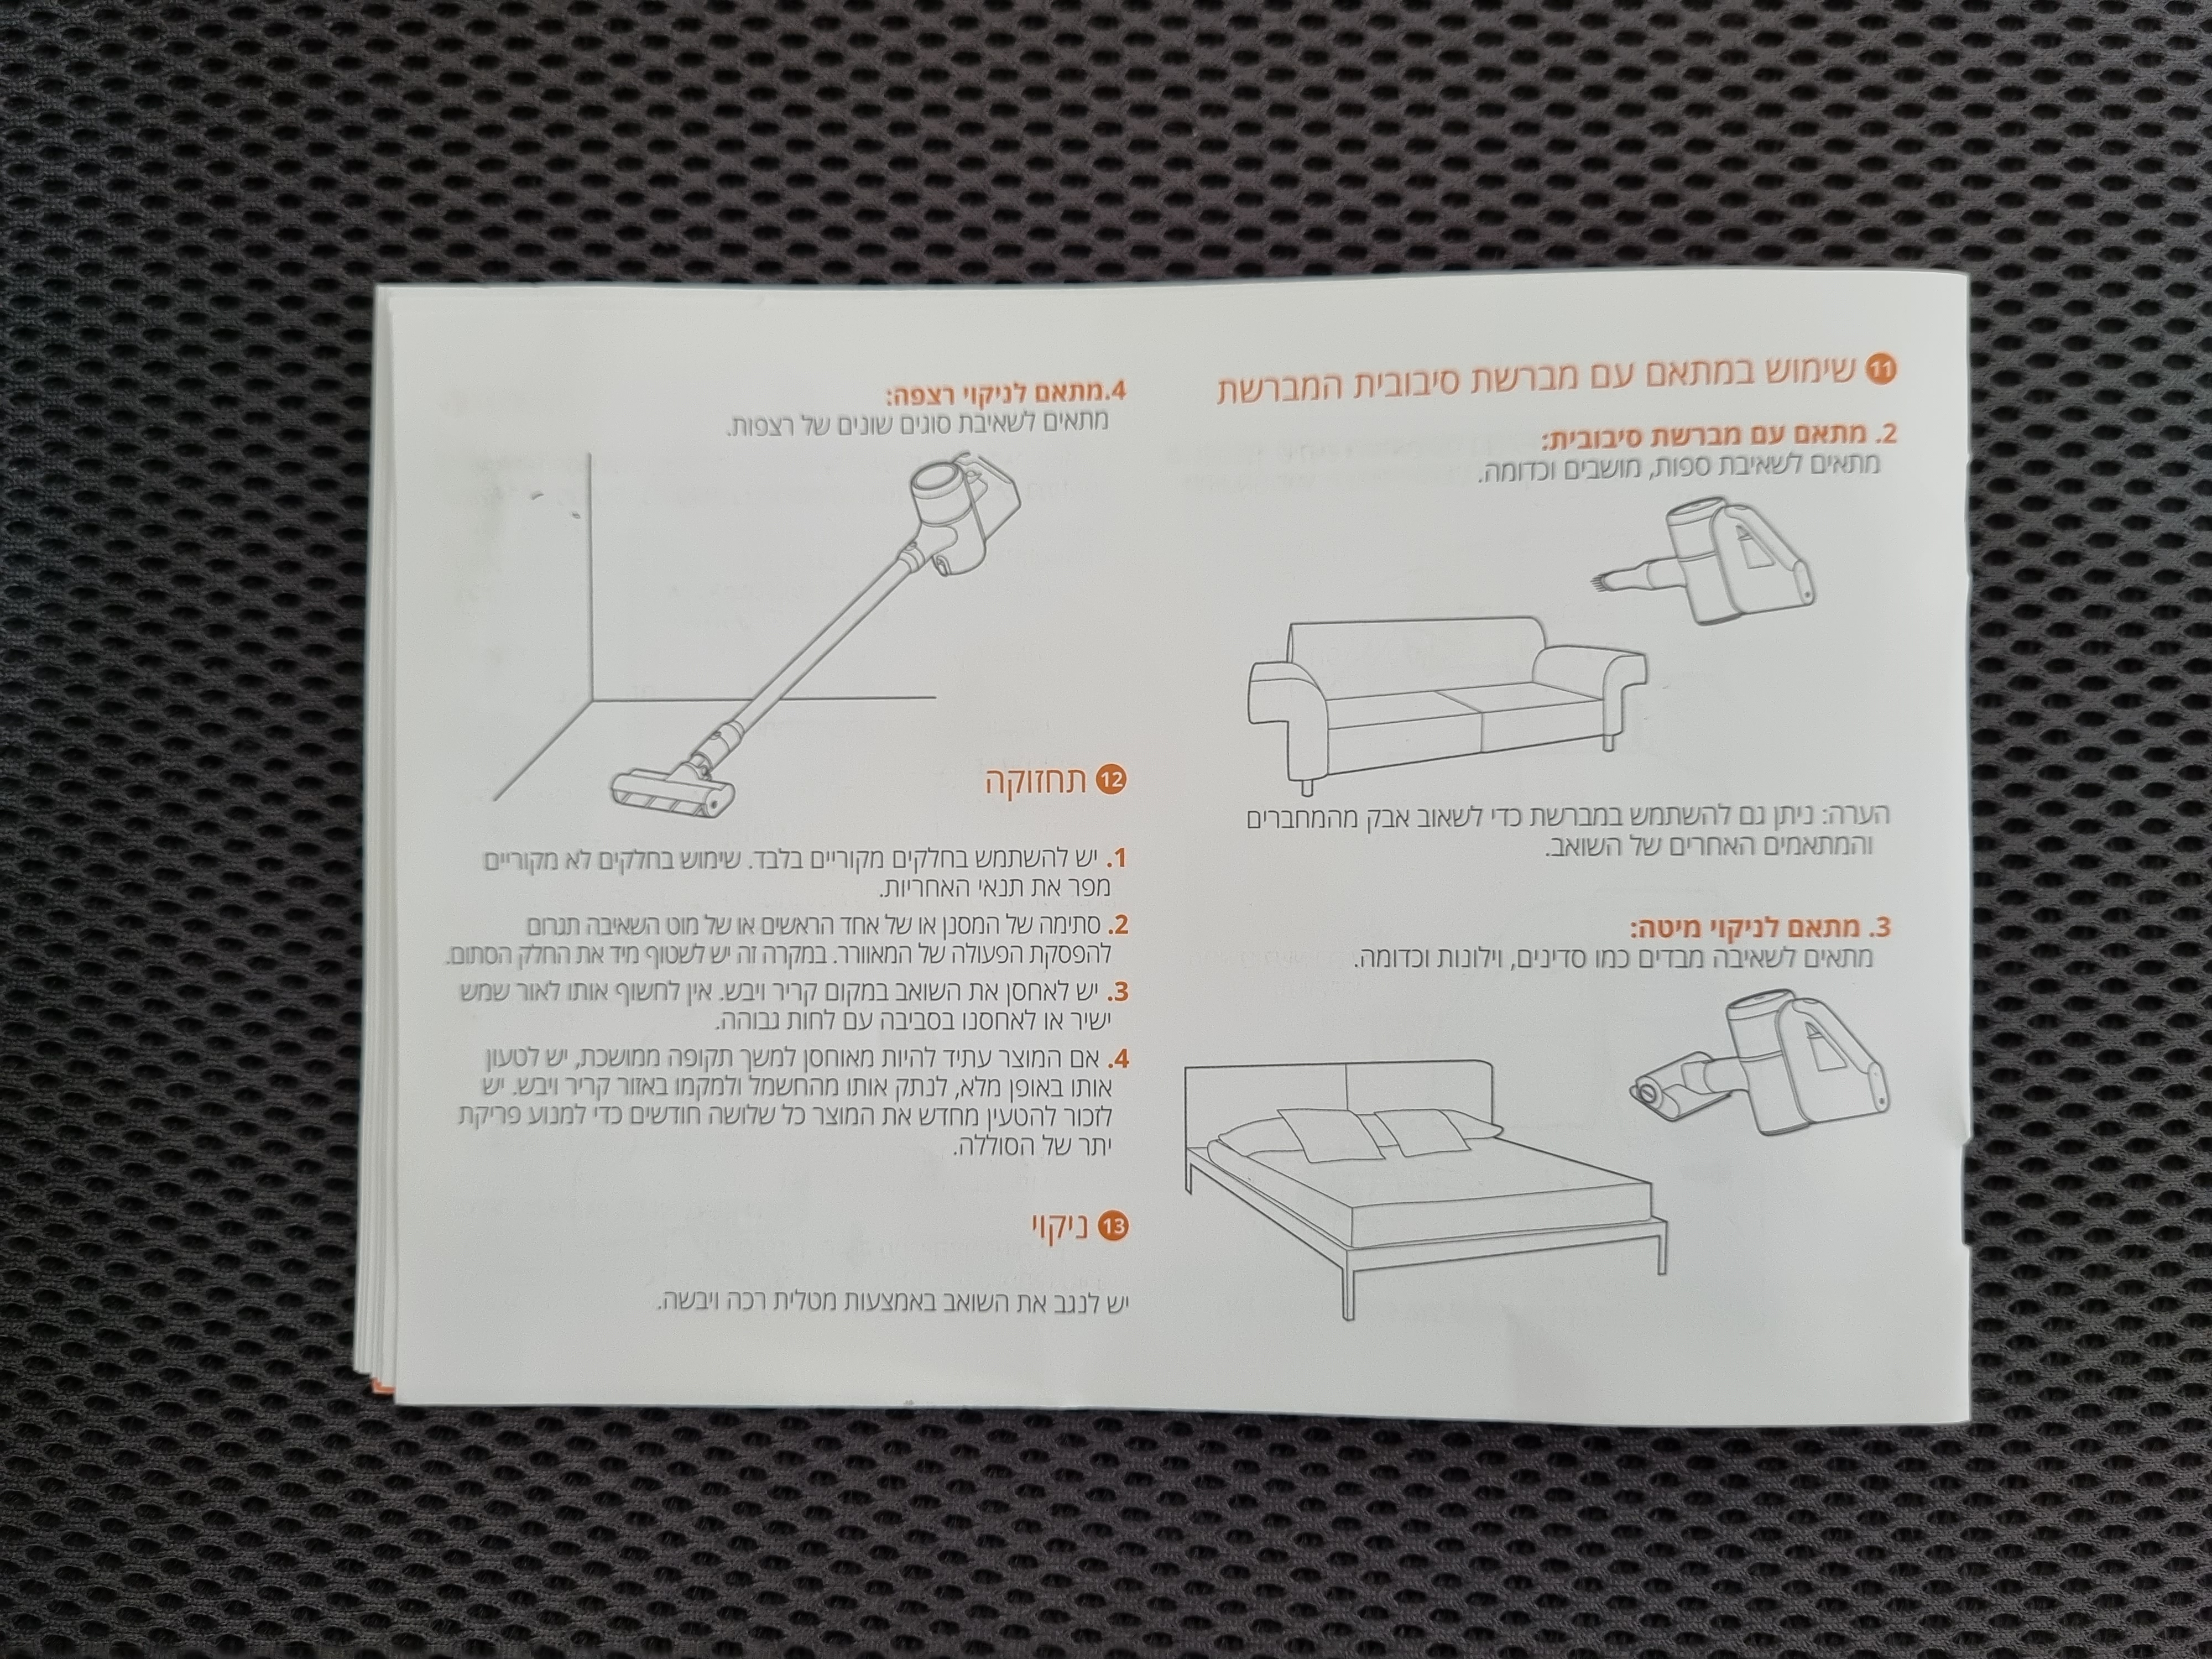 11 שימוש במתאם עם מברשת סיבובית המברשת
2. מתאם עם מברשת סיבובית:
מתאים לשאיבת ספות, מושבים וכדומה.
הערה: ניתן גם להשתמש במברשת כדי לשאוב אבק מהמחברים
והמתאמים האחרים של השואב.
3. מתאם לניקוי מיטה:
מתאים לשאיבה מבדים כמו סדינים, וילונות וכדומה.
4.מתאם לניקוי רצפה:
מתאים לשאיבת סוגים שונים של רצפות.
12 תחזוקה
1. יש להשתמש בחלקים מקוריים בלבד. שימוש בחלקים לא מקוריים
מפר את תנאי האחריות.
2. סתימה של המסנן או של אחד הראשים או של מוט השאיבה תגרום
להפסקת הפעולה של המאוורר. במקרה זה יש לשטוף מיד את החלק הסתום.
3. יש לאחסן את השואב במקום קריר ויבש. אין לחשוף אותו לאור שמש
ישיר או לאחסנו בסביבה עם לחות גבוהה.
4. אם המוצר עתיד להיות מאוחסן למשך תקופה ממושכת, יש לטעון
אותו באופן מלא, לנתק אותו מהחשמל ולמקמו באזור קריר ויבש. יש
לזכור להטעין מחדש את המוצר כל שלושה חודשים כדי למנוע פריקת
יתר של הסוללה.
13 ניקוי
יש לנגב את השואב באמצעות מטלית רכה ויבשה.